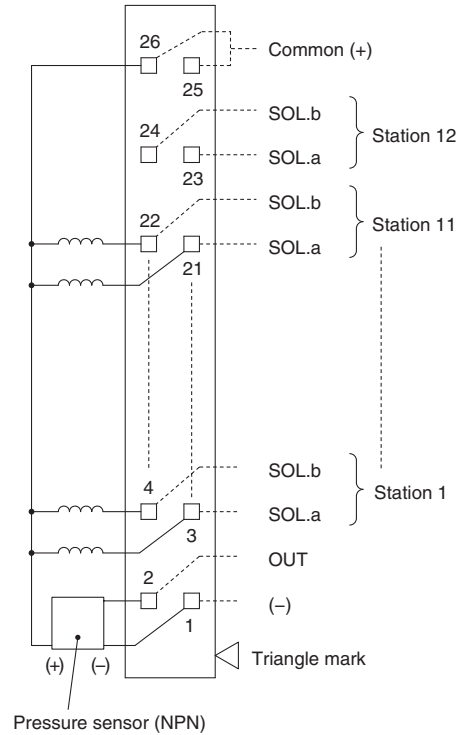 26
Common (+)
25
24
SOL.b
Station 12
23
SOL.a
22
SOL.b
Station 11
21
SOL.a
4
SOL.b
Station 1
3
SOL.a
2
OUT
1
(–)
Triangle mark
(+) (–)
Pressure sensor (NPN)